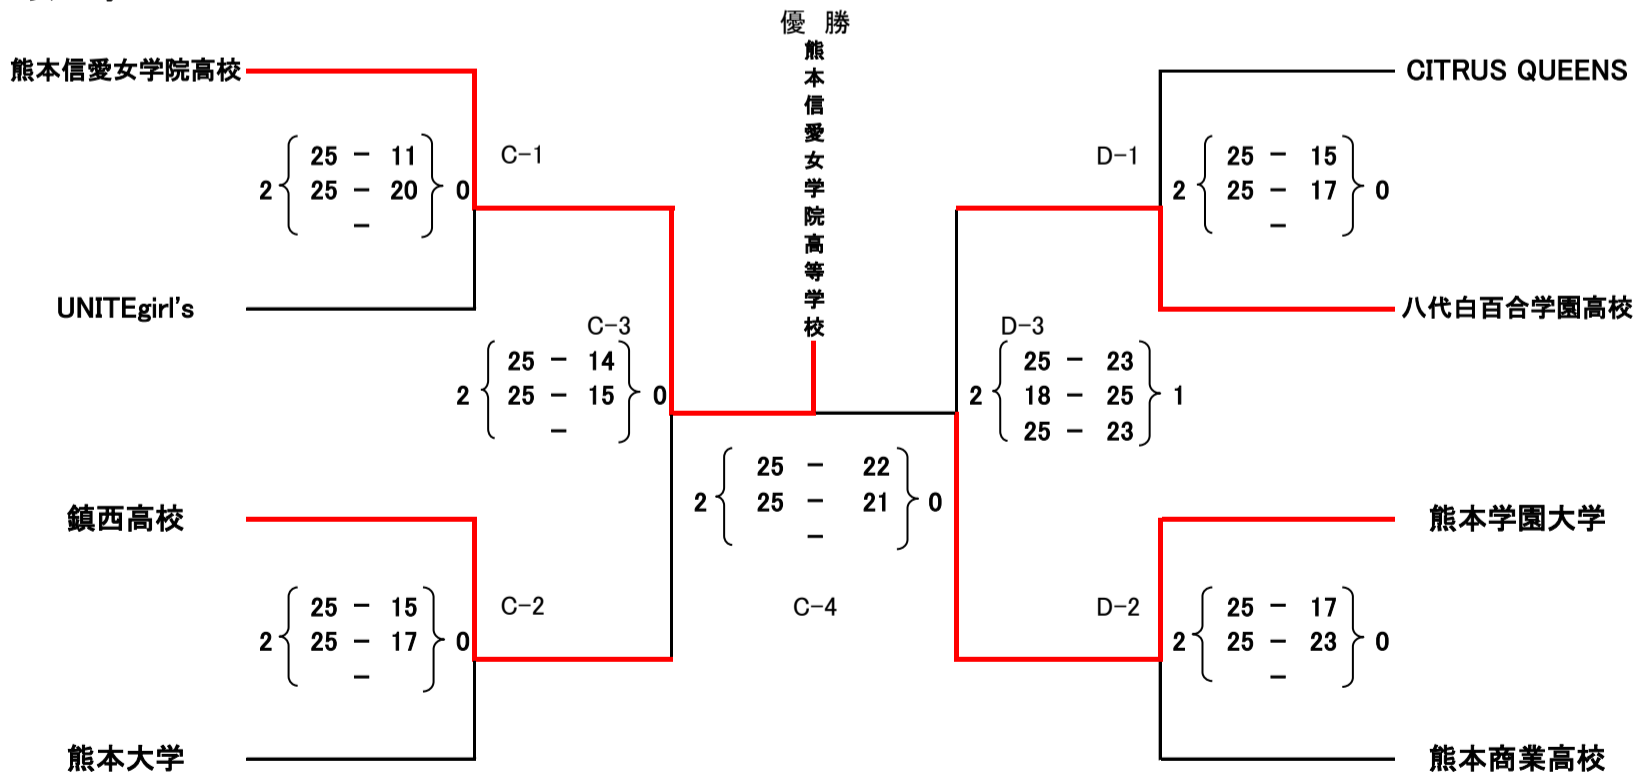 優 勝
熊本信愛女学院高等学校
熊本信愛女学院高校
CITRUS QUEENS
C-1
2 25 - 11 0
25 - 20
-
D-1
2 25 - 15 0
25 - 17
-
UNITEgirl's
八代白百合学園高校
C-3
2 25 - 14 0
25 - 15
-
D-3
2 25 - 23 1
18 - 25
25 - 23
2 25 - 22 0
25 - 21
-
C-4
鎮西高校
熊本学園大学
C-2
2 25 - 15 0
25 - 17
-
D-2
2 25 - 17 0
25 - 23
-
熊本大学
熊本商業高校